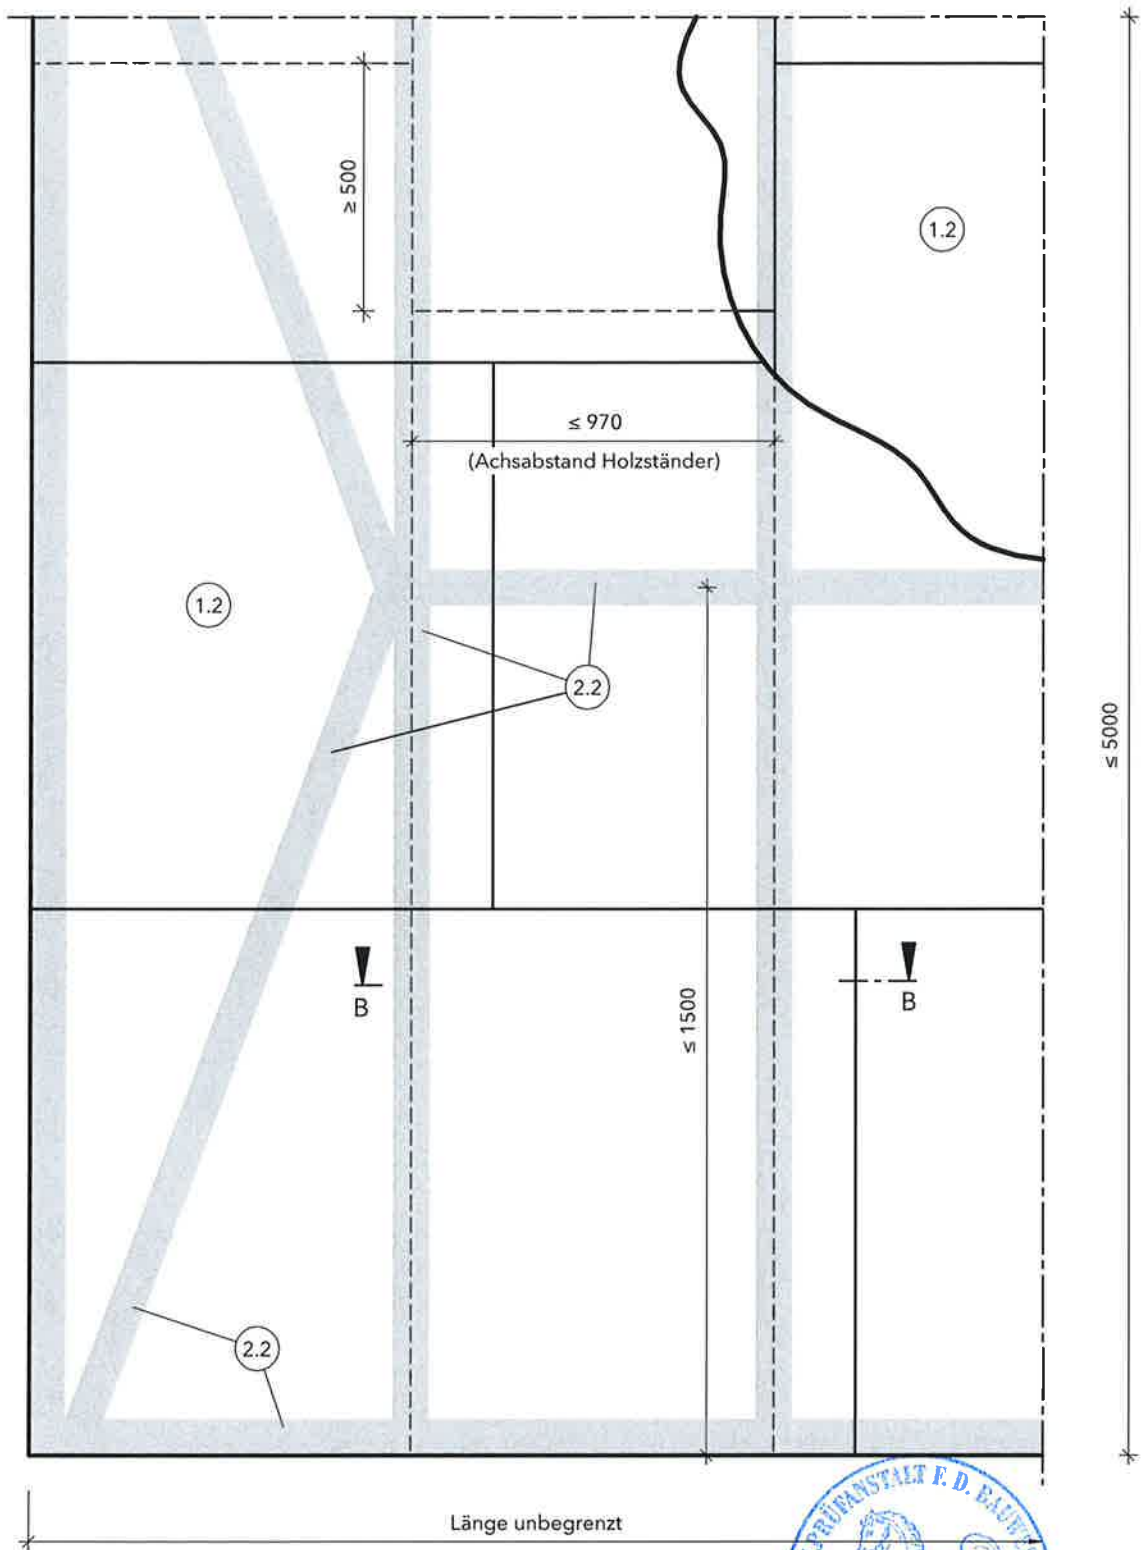 ≥ 500
1.2
≤ 970
(Achsabstand Holzständer)
1.2
2.2
≤ 5000
B
B
≤ 1500
2.2
PRÜFANSTALT F. D. BAUW
Länge unbegrenzt